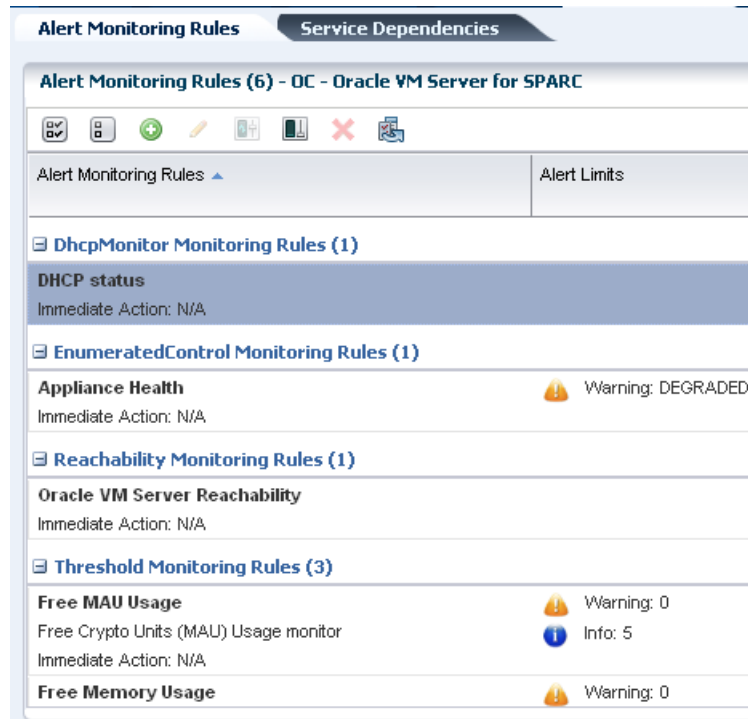 Alert Monitoring Rules
Service Dependencies
Alert Monitoring Rules (6) - OC - Oracle VM Server for SPARC
Alert Monitoring Rules
Alert Limits
DhcpMonitor Monitoring Rules (1)
DHCP status
Immediate Action: N/A
EnumeratedControl Monitoring Rules (1)
Appliance Health
Warning: DEGRADED
Immediate Action: N/A
Reachability Monitoring Rules (1)
Oracle VM Server Reachability
Immediate Action: N/A
Threshold Monitoring Rules (3)
Free MAU Usage
Warning: 0
Free Crypto Units (MAU) Usage monitor
Info: 5
Immediate Action: N/A
Free Memory Usage
Warning: 0